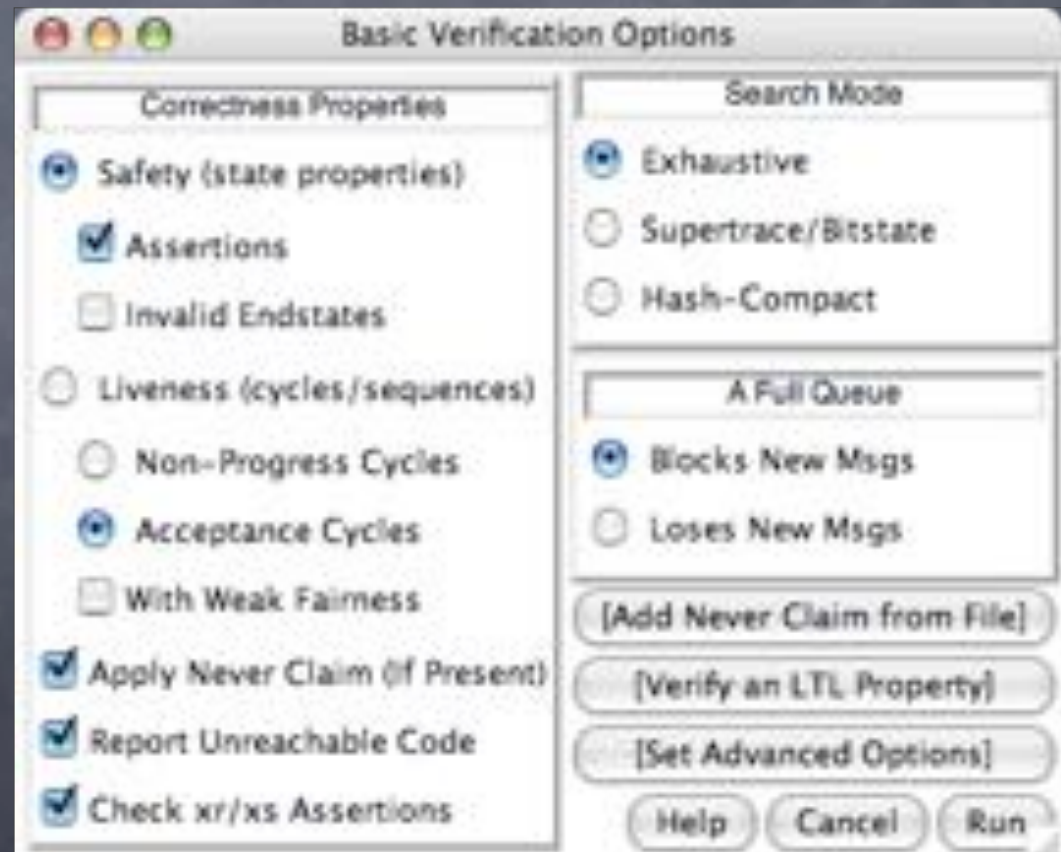 Basic Verification Options
Correctness Properties
Safety (state properties)
Assertions
Invalid Endstates
Liveness (cycles/sequences)
Non-Progress Cycles
Acceptance Cycles
With Weak Fairness
Apply Never Claim (If Present)
Report Unreachable Code
Check xr/xs Assertions
Search Mode
Exhaustive
Supertrace/Bitstate
Hash-Compact
A Full Queue
Blocks New Msgs
Loses New Msgs
[Add Never Claim from File]
[Verify an LTL Property]
[Set Advanced Options]
Help Cancel Run